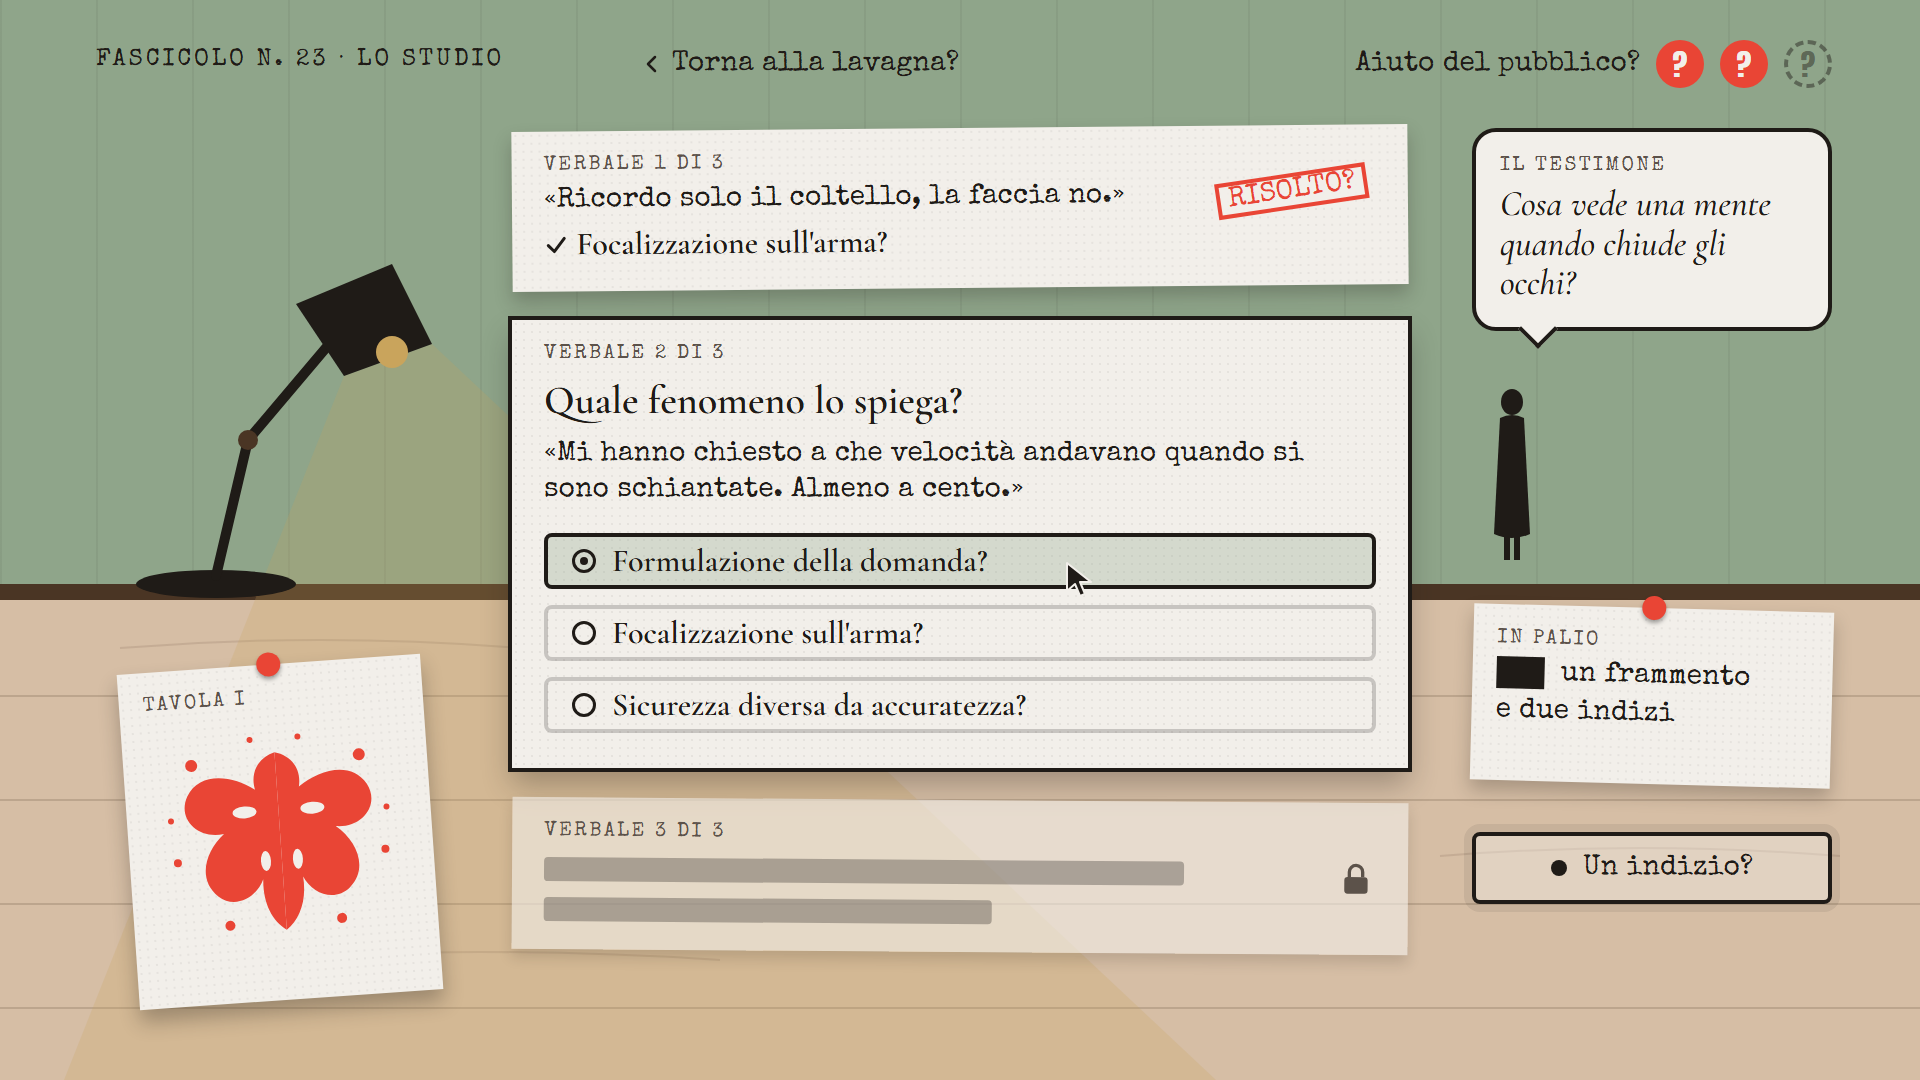 FASCICOLO N. 23 · LO STUDIO
Torna alla lavagna?
Aiuto del pubblico?
? ? ?
VERBALE 1 DI 3
«Ricordo solo il coltello, la faccia no.»
RISOLTO?
Focalizzazione sull'arma?
IL TESTIMONE
Cosa vede una mente
quando chiude gli
occhi?
VERBALE 2 DI 3
Quale fenomeno lo spiega?
«Mi hanno chiesto a che velocità andavano quando si
sono schiantate. Almeno a cento.»
Formulazione della domanda?
Focalizzazione sull'arma?
Sicurezza diversa da accuratezza?
TAVOLA I
IN PALIO
un frammento
e due indizi
VERBALE 3 DI 3
Un indizio?